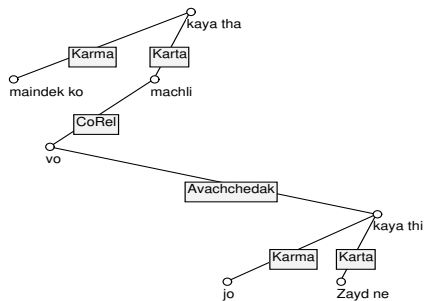 kaya tha
Karma Karta
maindek ko machli
CoRel
vo
Avachchedak
kaya thi
Karma Karta
jo Zayd ne